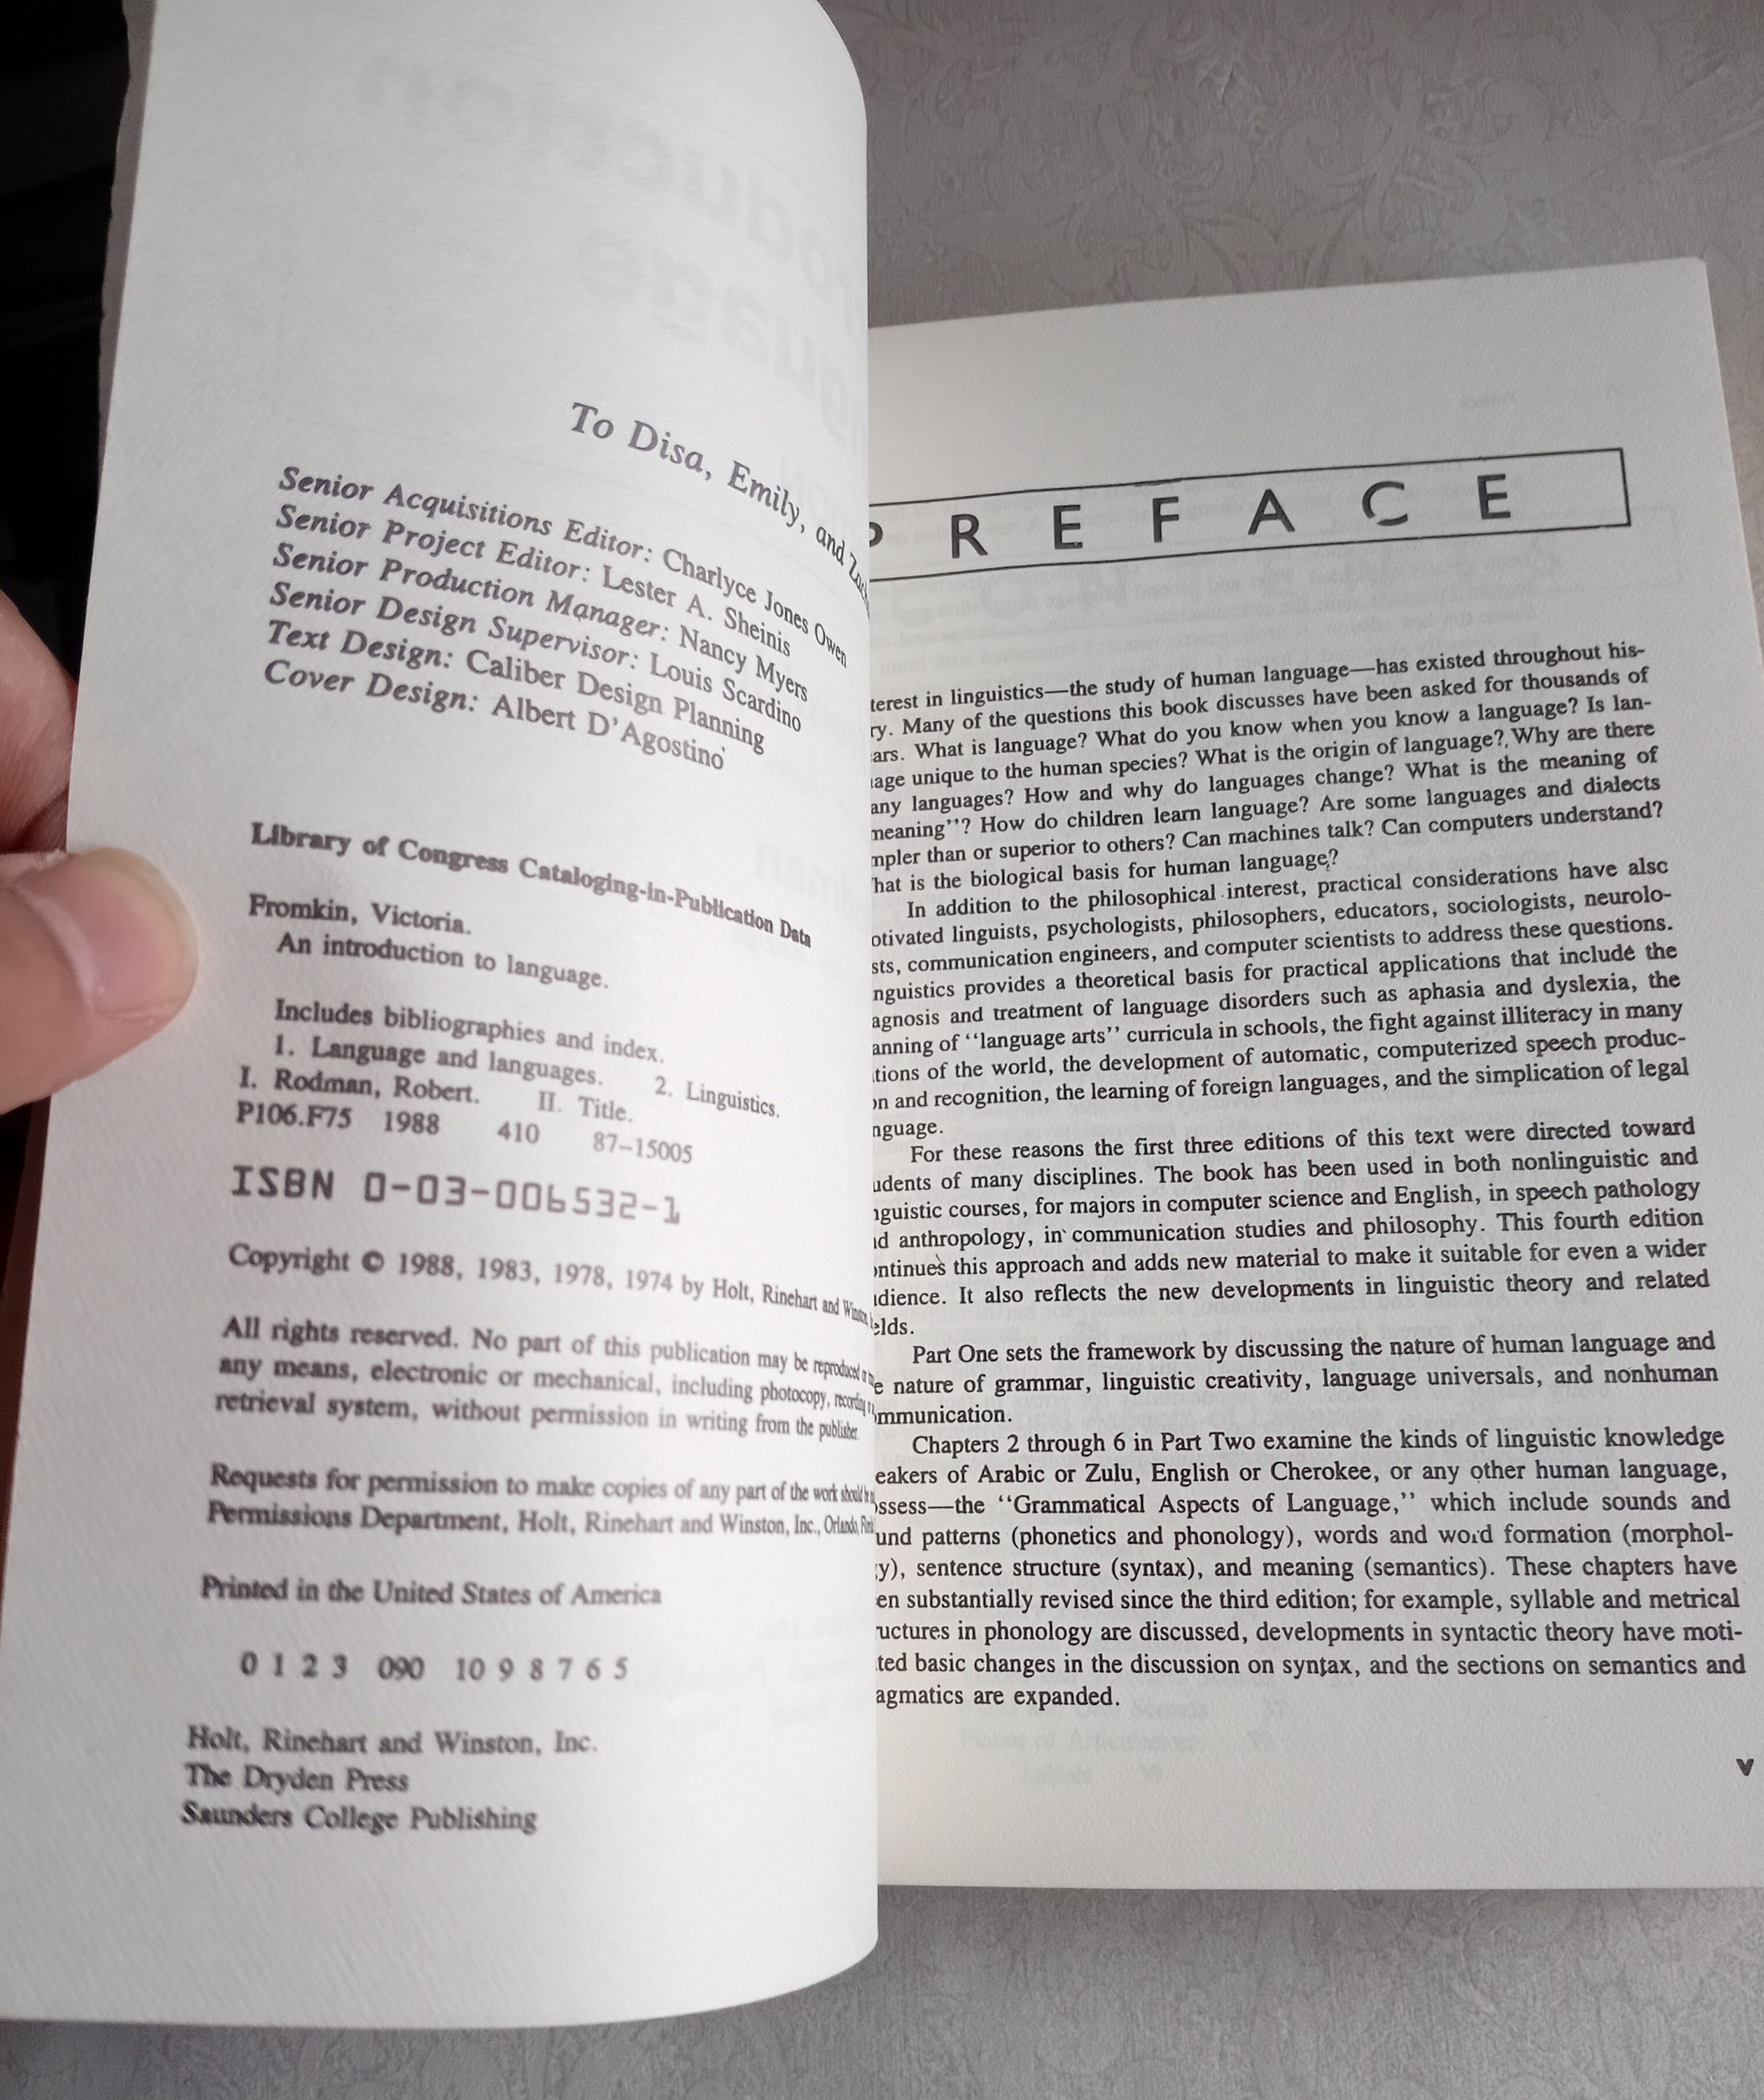 To Disa, Emily, and
Senior Acquisitions Editor: Charlyce Jones Owen
Senior Project Editor: Lester A. Sheinis
Senior Production Manager: Nancy Myers
Senior Design Supervisor: Louis Scardino
Text Design: Caliber Design Planning
Cover Design: Albert D'Agostino
Library of Congress Cataloging-in-Publication Data
Fromkin, Victoria.
An introduction to language.
Includes bibliographies and index.
1. Language and languages. 2. Linguistics.
I. Rodman, Robert. II. Title.
P106.F75 1988 410 87–15005
ISBN 0-03-006532-1
Copyright © 1988, 1983, 1978, 1974 by Holt, Rinehart and Winston,
All rights reserved. No part of this publication may be reproduced
any means, electronic or mechanical, including photocopy, recording
retrieval system, without permission in writing from the publisher.
Requests for permission to make copies of any part of the work should
Permissions Department, Holt, Rinehart and Winston, Inc., Orlando,
Printed in the United States of America
0 1 2 3 090 10 9 8 7 6 5
Holt, Rinehart and Winston, Inc.
The Dryden Press
Saunders College Publishing
PREFACE
terest in linguistics—the study of human language—has existed throughout his-
ry. Many of the questions this book discusses have been asked for thousands of
ars. What is language? What do you know when you know a language? Is lan-
age unique to the human species? What is the origin of language? Why are there
any languages? How and why do languages change? What is the meaning of
meaning''? How do children learn language? Are some languages and dialects
mpler than or superior to others? Can machines talk? Can computers understand?
hat is the biological basis for human language?
In addition to the philosophical interest, practical considerations have also
otivated linguists, psychologists, philosophers, educators, sociologists, neurolo-
sts, communication engineers, and computer scientists to address these questions.
nguistics provides a theoretical basis for practical applications that include the
agnosis and treatment of language disorders such as aphasia and dyslexia, the
anning of ''language arts'' curricula in schools, the fight against illiteracy in many
tions of the world, the development of automatic, computerized speech produc-
on and recognition, the learning of foreign languages, and the simplication of legal
nguage.
For these reasons the first three editions of this text were directed toward
udents of many disciplines. The book has been used in both nonlinguistic and
nguistic courses, for majors in computer science and English, in speech pathology
nd anthropology, in communication studies and philosophy. This fourth edition
ontinues this approach and adds new material to make it suitable for even a wider
udience. It also reflects the new developments in linguistic theory and related
elds.
Part One sets the framework by discussing the nature of human language and
e nature of grammar, linguistic creativity, language universals, and nonhuman
mmunication.
Chapters 2 through 6 in Part Two examine the kinds of linguistic knowledge
eakers of Arabic or Zulu, English or Cherokee, or any other human language,
ossess—the ''Grammatical Aspects of Language,'' which include sounds and
und patterns (phonetics and phonology), words and word formation (morphol-
y), sentence structure (syntax), and meaning (semantics). These chapters have
en substantially revised since the third edition; for example, syllable and metrical
ructures in phonology are discussed, developments in syntactic theory have moti-
ted basic changes in the discussion on syntax, and the sections on semantics and
agmatics are expanded.
v